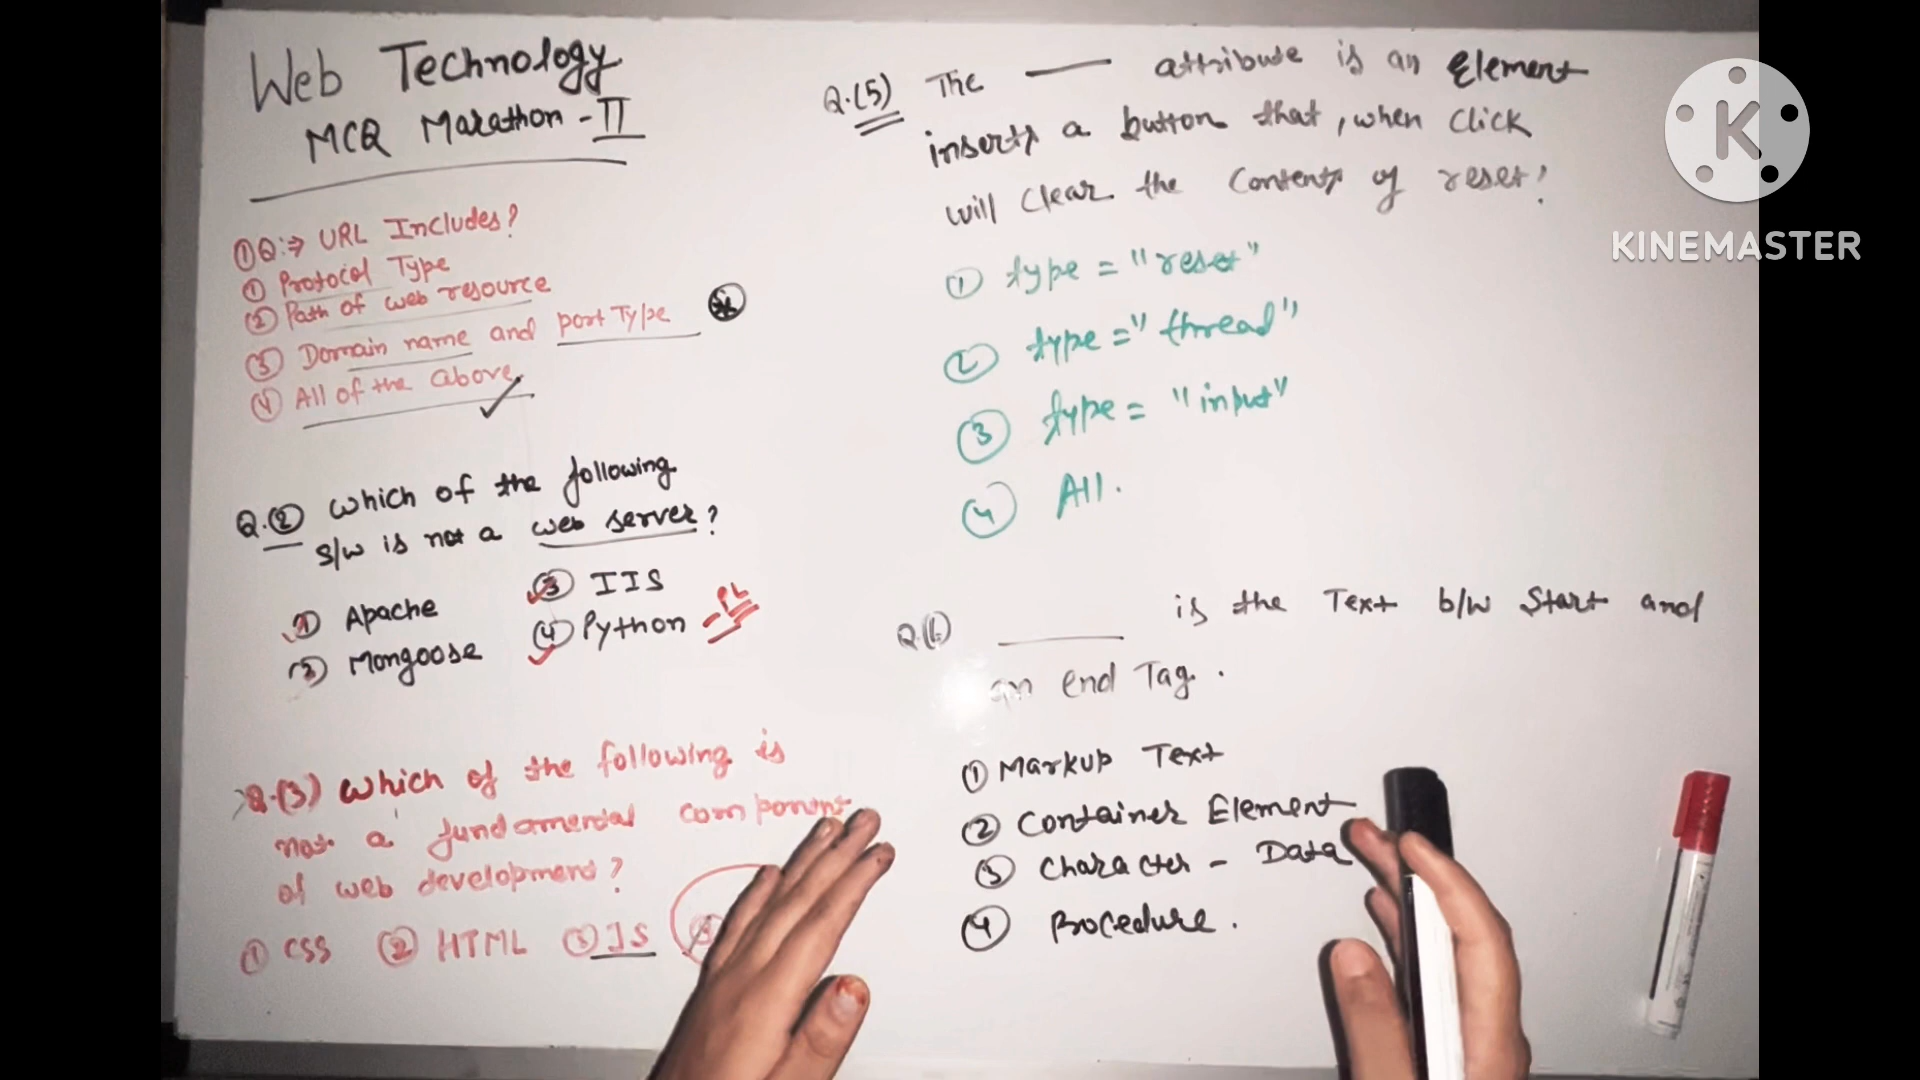 Web Technology
MCQ Marathon - II
① Q:⇒ URL Includes?
① Protocol Type
② Path of web resource
③ Domain name and port Type
④ All of the above
Q.② Which of the following
S/w is not a web server?
① Apache
② Mongoose
③ IIS
④ Python - PL
Q.(3) Which of the following is
not a fundamental component
of web development?
① CSS ② HTML ③ JS
Q.(5) The ___ attribute is an Element
inserts a button that, when click
will clear the contents of reset?
① type = "reset"
② type = "thread"
③ type = "input"
④ All.
Q.(6) ___ is the Text b/w Start and
an end Tag.
① Markup Text
② Container Element
③ Character - Data
④ Procedure.
KINEMASTER